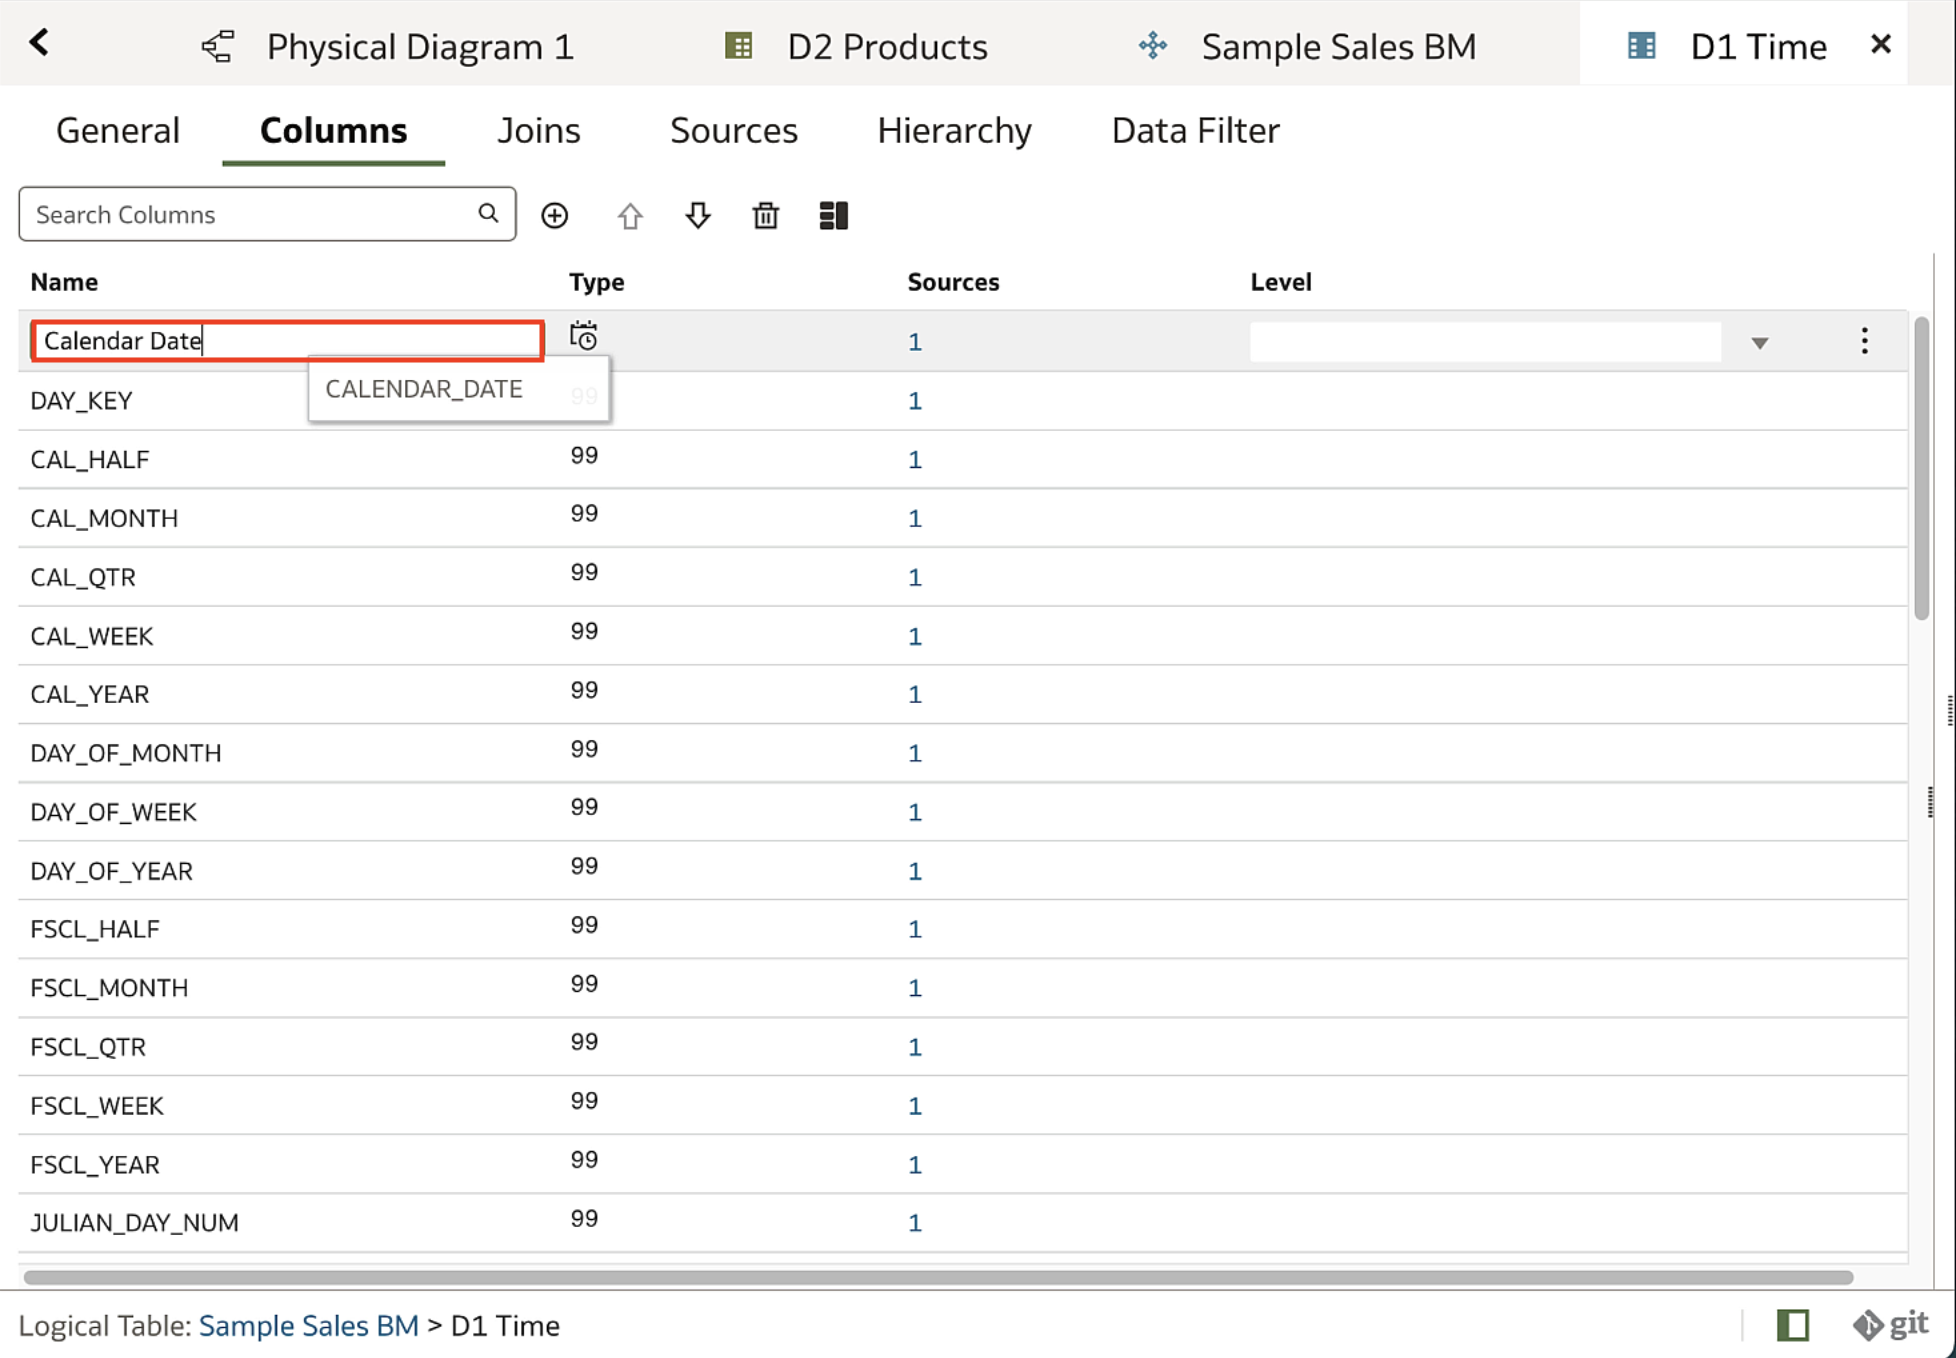 Physical Diagram 1 D2 Products Sample Sales BM D1 Time
General Columns Joins Sources Hierarchy Data Filter
Search Columns
Name Type Sources Level
Calendar Date 1
CALENDAR_DATE
DAY_KEY 99 1
CAL_HALF 99 1
CAL_MONTH 99 1
CAL_QTR 99 1
CAL_WEEK 99 1
CAL_YEAR 99 1
DAY_OF_MONTH 99 1
DAY_OF_WEEK 99 1
DAY_OF_YEAR 99 1
FSCL_HALF 99 1
FSCL_MONTH 99 1
FSCL_QTR 99 1
FSCL_WEEK 99 1
FSCL_YEAR 99 1
JULIAN_DAY_NUM 99 1
Logical Table: Sample Sales BM > D1 Time git